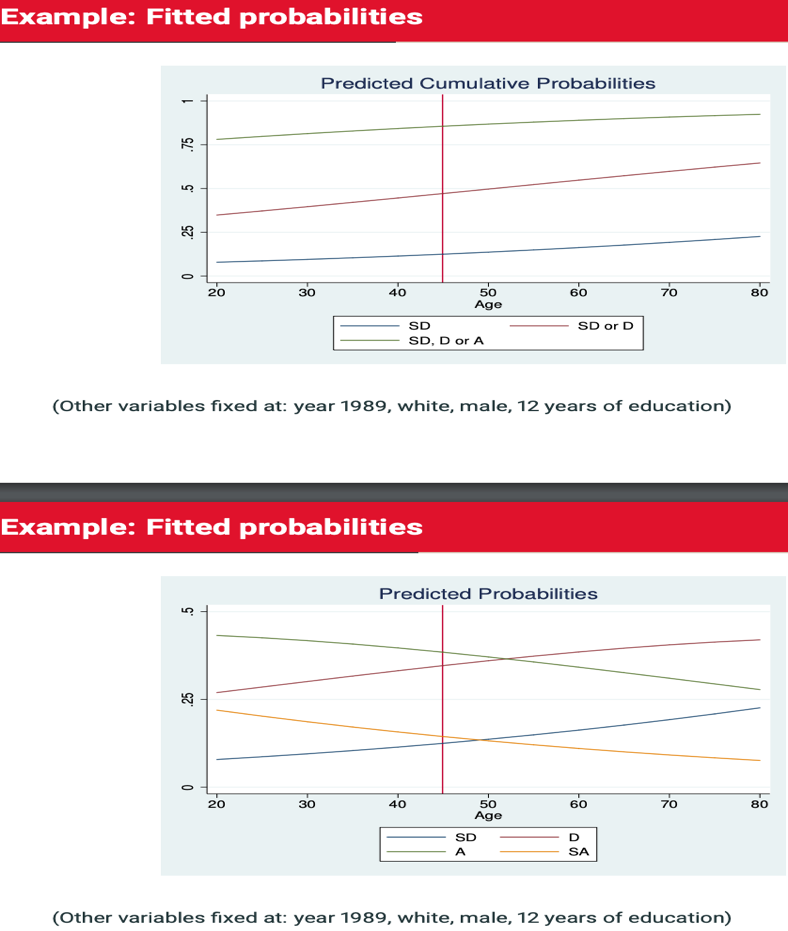 Example: Fitted probabilities
Predicted Cumulative Probabilities
1
.75
.5
.25
0
20 30 40 50 60 70 80
Age
SD SD or D
SD, D or A
(Other variables fixed at: year 1989, white, male, 12 years of education)
Example: Fitted probabilities
Predicted Probabilities
.5
.25
0
20 30 40 50 60 70 80
Age
SD D
A SA
(Other variables fixed at: year 1989, white, male, 12 years of education)